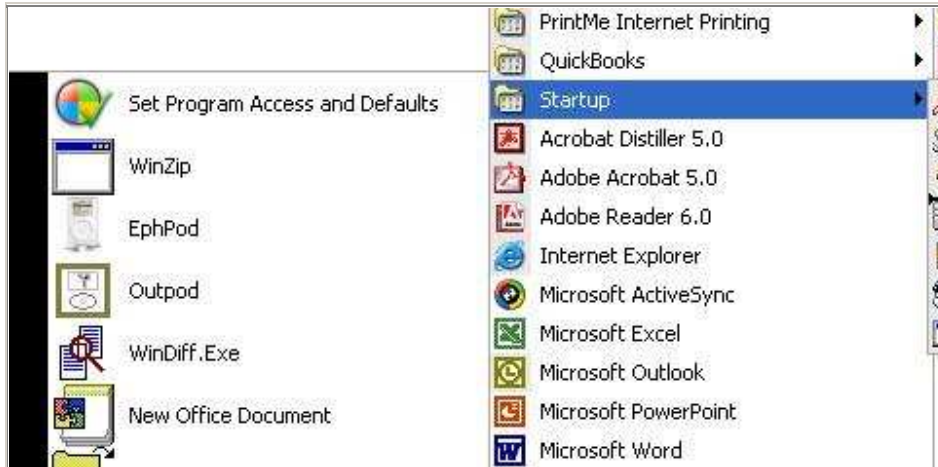 Set Program Access and Defaults
WinZip
EphPod
Outpod
WinDiff.Exe
New Office Document
PrintMe Internet Printing
QuickBooks
Startup
Acrobat Distiller 5.0
Adobe Acrobat 5.0
Adobe Reader 6.0
Internet Explorer
Microsoft ActiveSync
Microsoft Excel
Microsoft Outlook
Microsoft PowerPoint
Microsoft Word